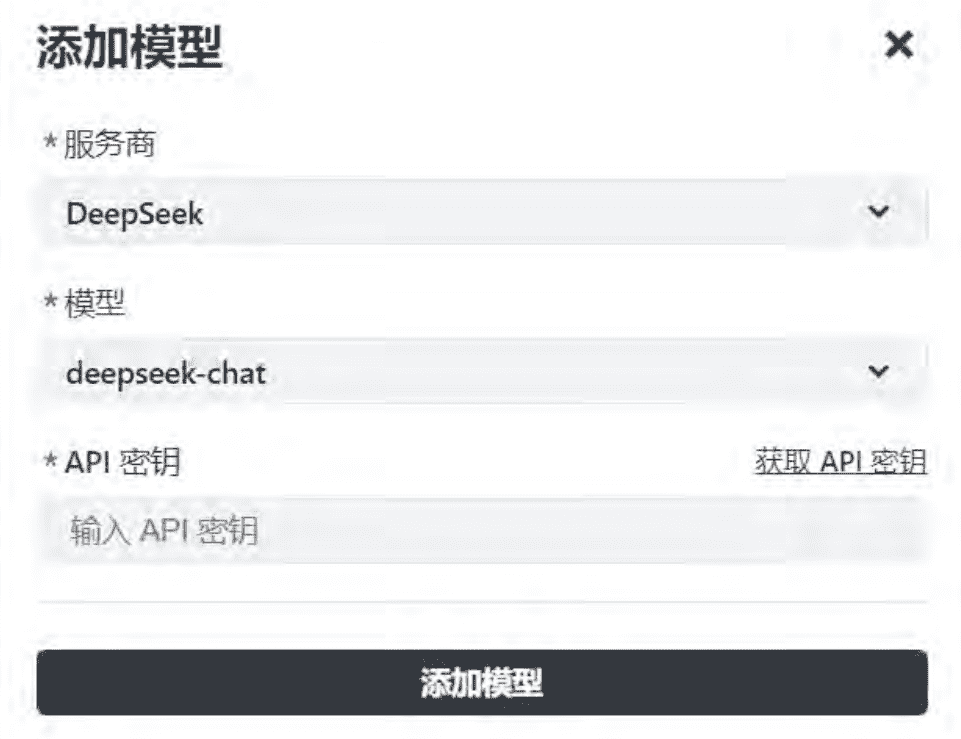 添加模型
*服务商
DeepSeek
*模型
deepseek-chat
*API 密钥 获取 API 密钥
输入 API 密钥
添加模型